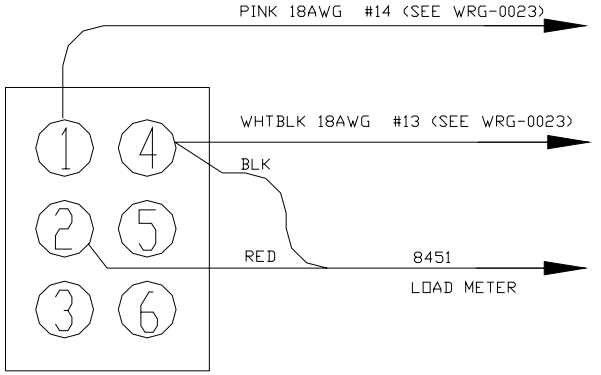 PINK 18AWG #14 (SEE WRG-0023)
WHTBLK 18AWG #13 (SEE WRG-0023)
1 4
BLK
2 5
RED 8451
LOAD METER
3 6